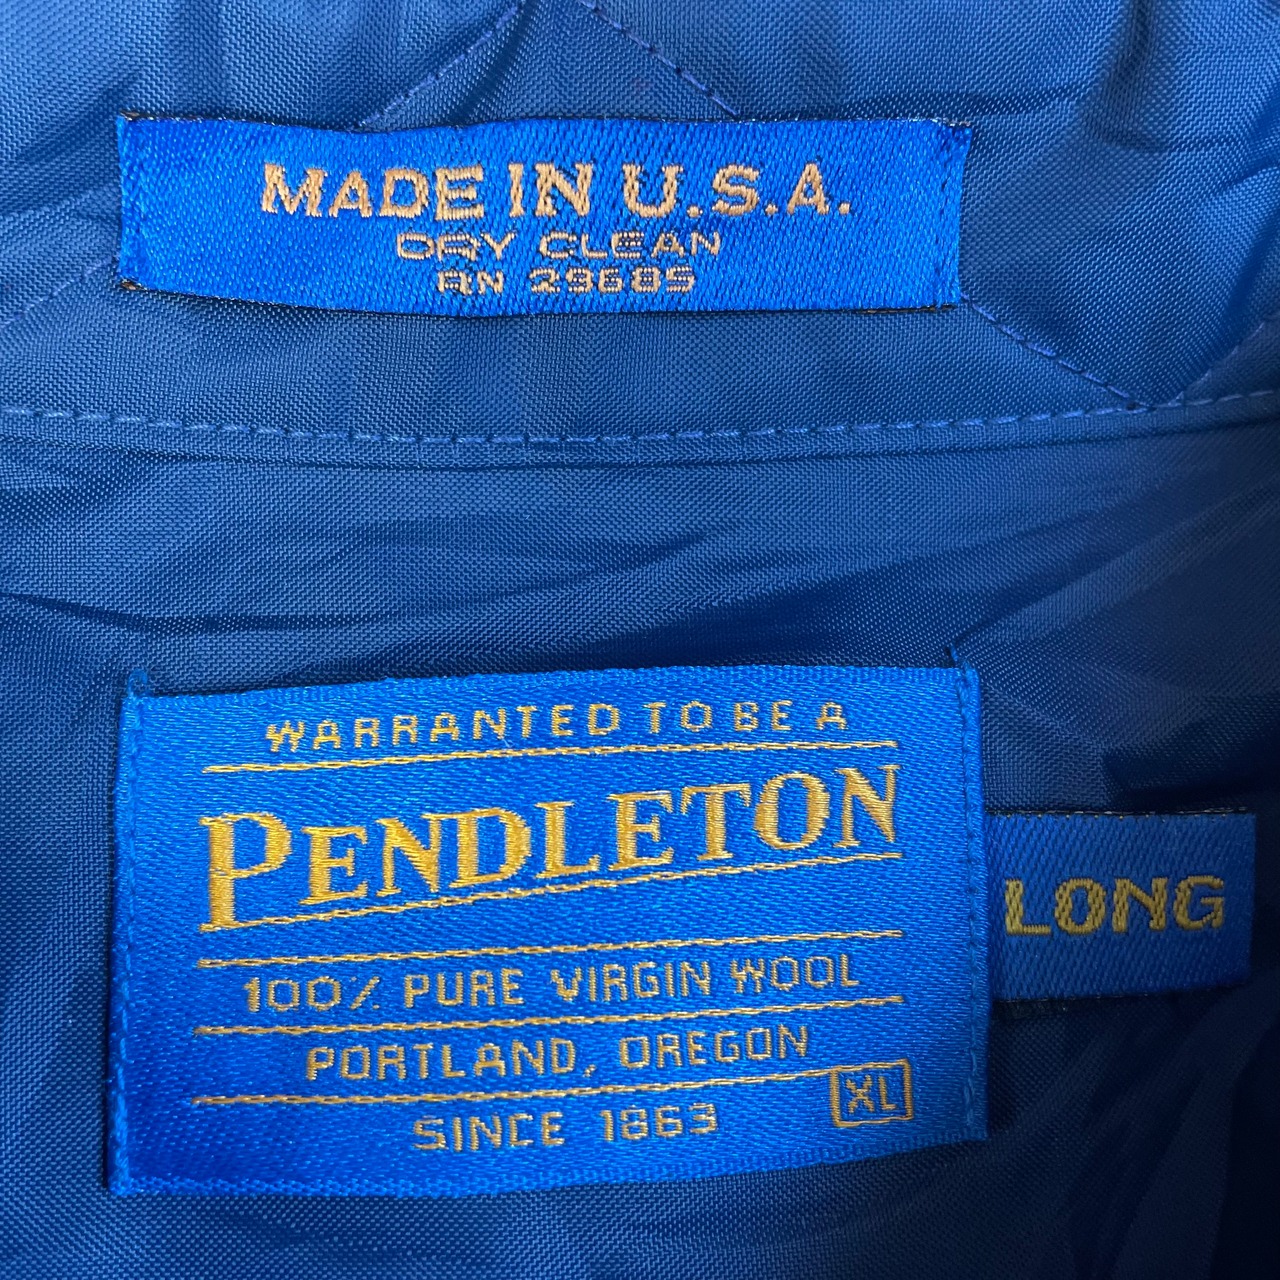 MADE IN U.S.A.
DRY CLEAN
RN 29685
WARRANTED TO BE A
PENDLETON
LONG
100% PURE VIRGIN WOOL
PORTLAND, OREGON
XL
SINCE 1863